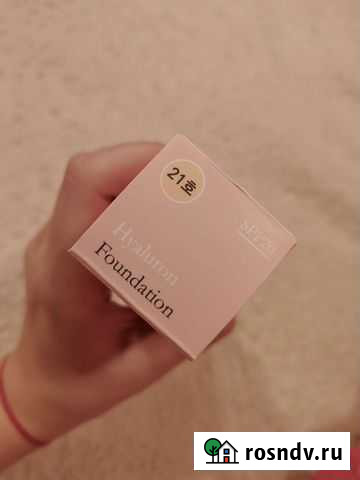 21호
Hyaluron
Foundation
rosndv.ru